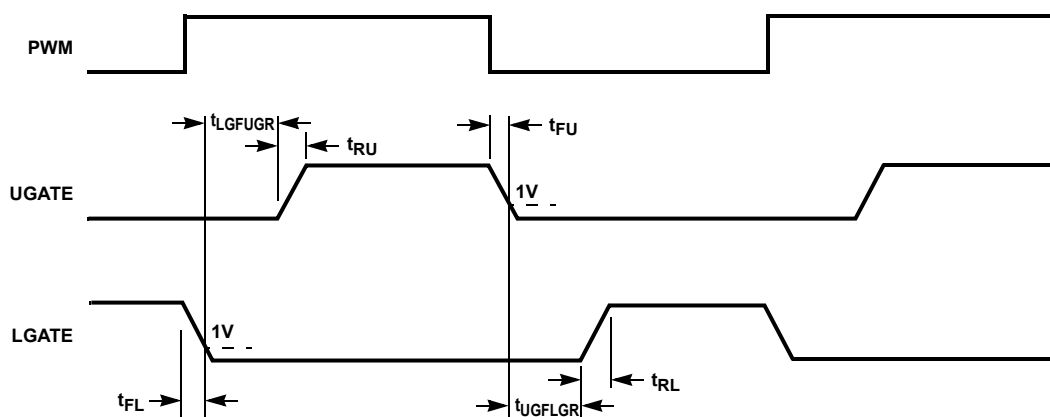 PWM
tLGFUGR
tFU
tRU
UGATE
1V
LGATE
1V
tFL
tRL
tUGFLGR